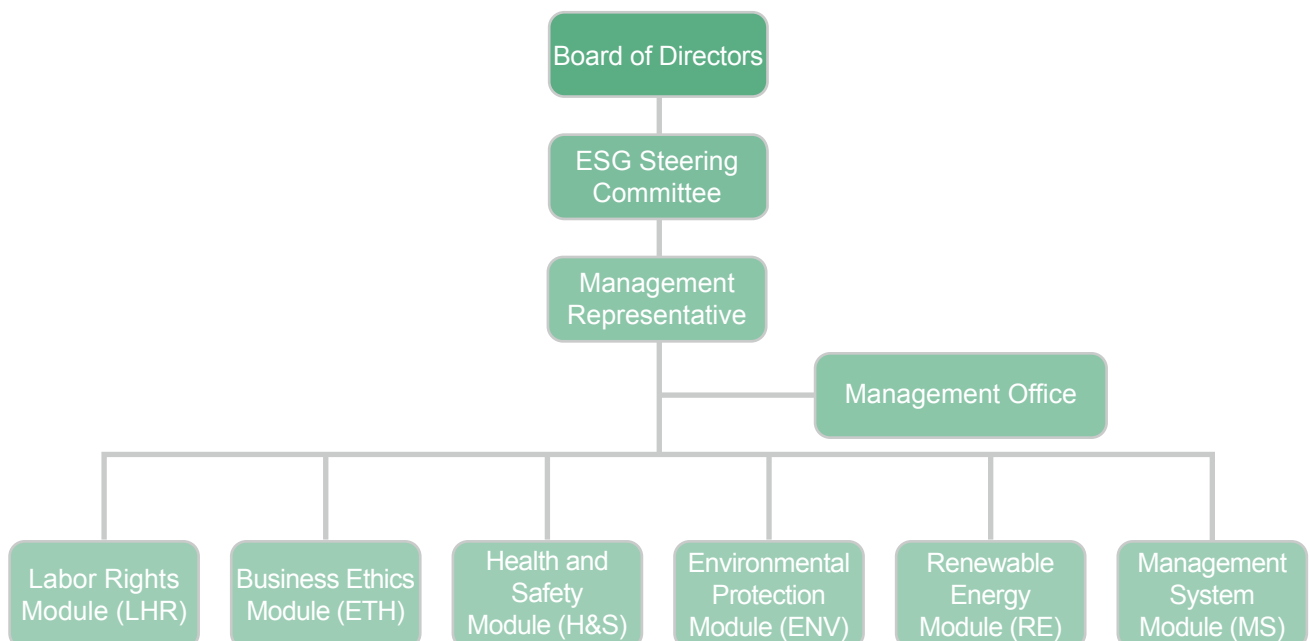 Board of Directors
ESG Steering
Committee
Management
Representative
Management Office
Labor Rights
Module (LHR)
Business Ethics
Module (ETH)
Health and
Safety
Module (H&S)
Environmental
Protection
Module (ENV)
Renewable
Energy
Module (RE)
Management
System
Module (MS)